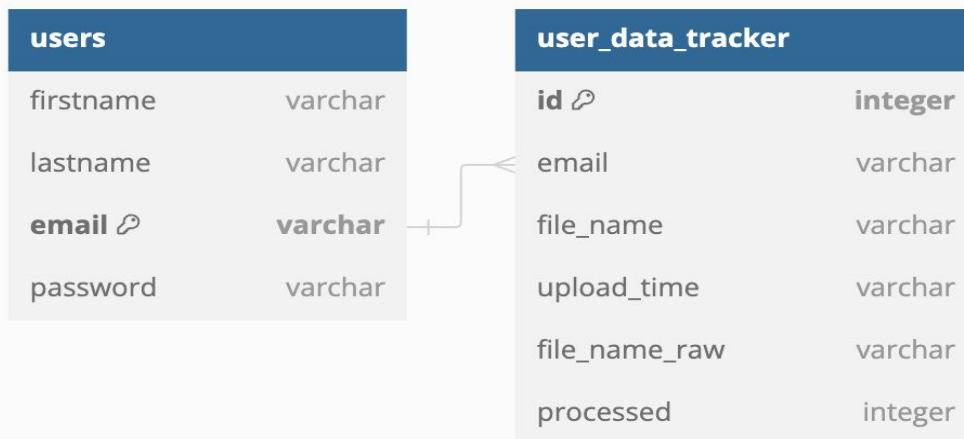 users
firstname varchar
lastname varchar
email varchar
password varchar
user_data_tracker
id integer
email varchar
file_name varchar
upload_time varchar
file_name_raw varchar
processed integer